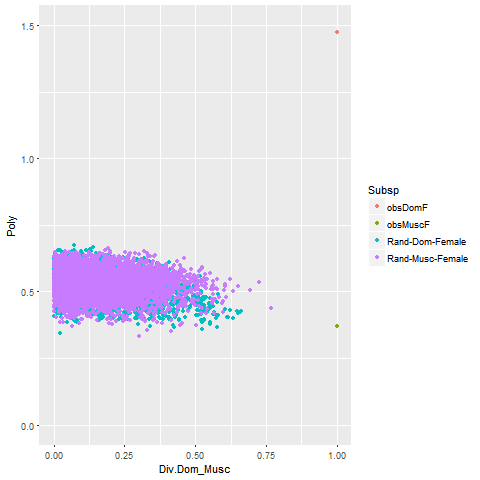 1.5
1.0
0.5
0.0
Poly
0.00
0.25
0.50
0.75
1.00
Div.Dom_Musc
Subsp
obsDomF
obsMuscF
Rand-Dom-Female
Rand-Musc-Female